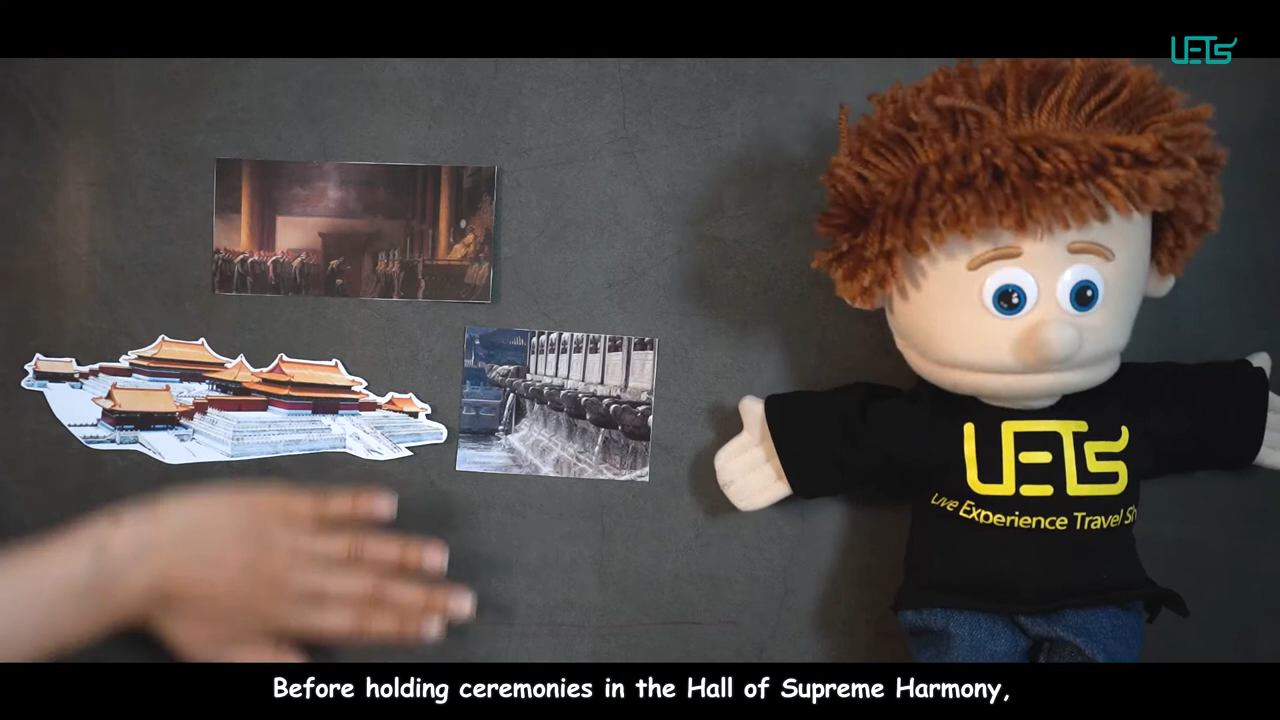 LETs
LETs
Live Experience Travel Sh
Before holding ceremonies in the Hall of Supreme Harmony,